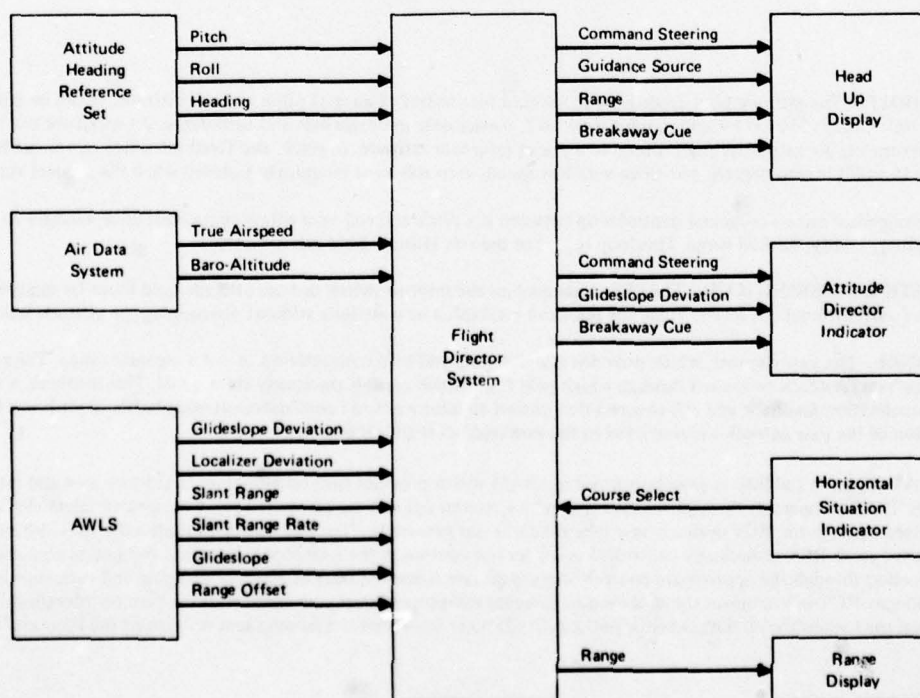 Attitude
Heading
Reference
Set
Pitch
Roll
Heading
Air Data
System
True Airspeed
Baro-Altitude
AWLS
Glideslope Deviation
Localizer Deviation
Slant Range
Slant Range Rate
Glideslope
Range Offset
Flight
Director
System
Command Steering
Guidance Source
Range
Breakaway Cue
Head
Up
Display
Command Steering
Glideslope Deviation
Breakaway Cue
Attitude
Director
Indicator
Course Select
Horizontal
Situation
Indicator
Range
Range
Display